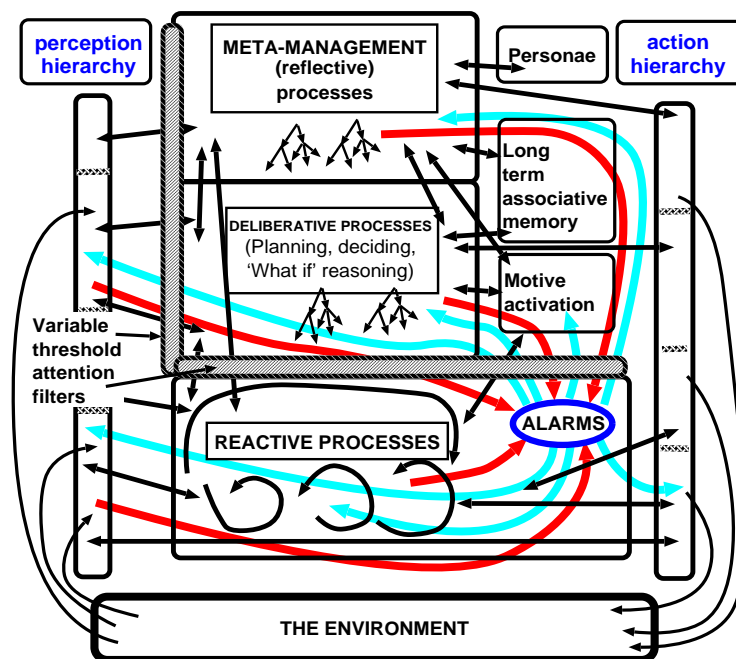 perception
hierarchy
META-MANAGEMENT
(reflective)
processes
Personae
action
hierarchy
Long
term
associative
memory
DELIBERATIVE PROCESSES
(Planning, deciding,
‘What if’ reasoning)
Motive
activation
Variable
threshold
attention
filters
REACTIVE PROCESSES
ALARMS
THE ENVIRONMENT